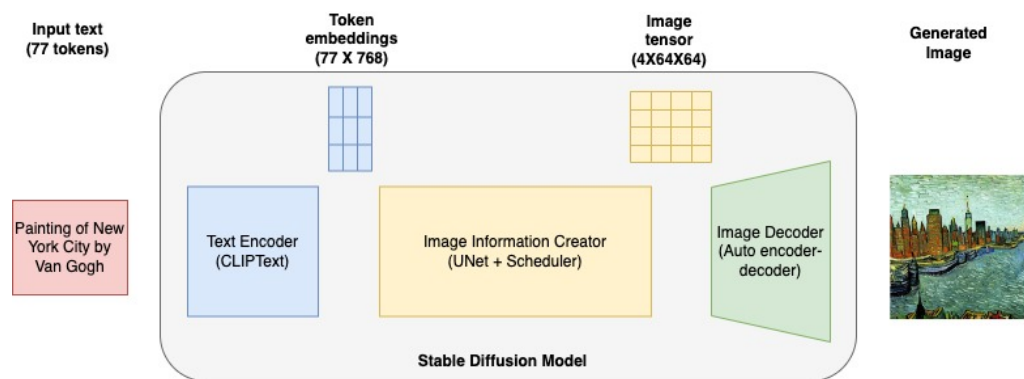 Input text
(77 tokens)
Token
embeddings
(77 X 768)
Image
tensor
(4X64X64)
Generated
Image
Painting of New
York City by
Van Gogh
Text Encoder
(CLIPText)
Image Information Creator
(UNet + Scheduler)
Image Decoder
(Auto encoder-
decoder)
Stable Diffusion Model